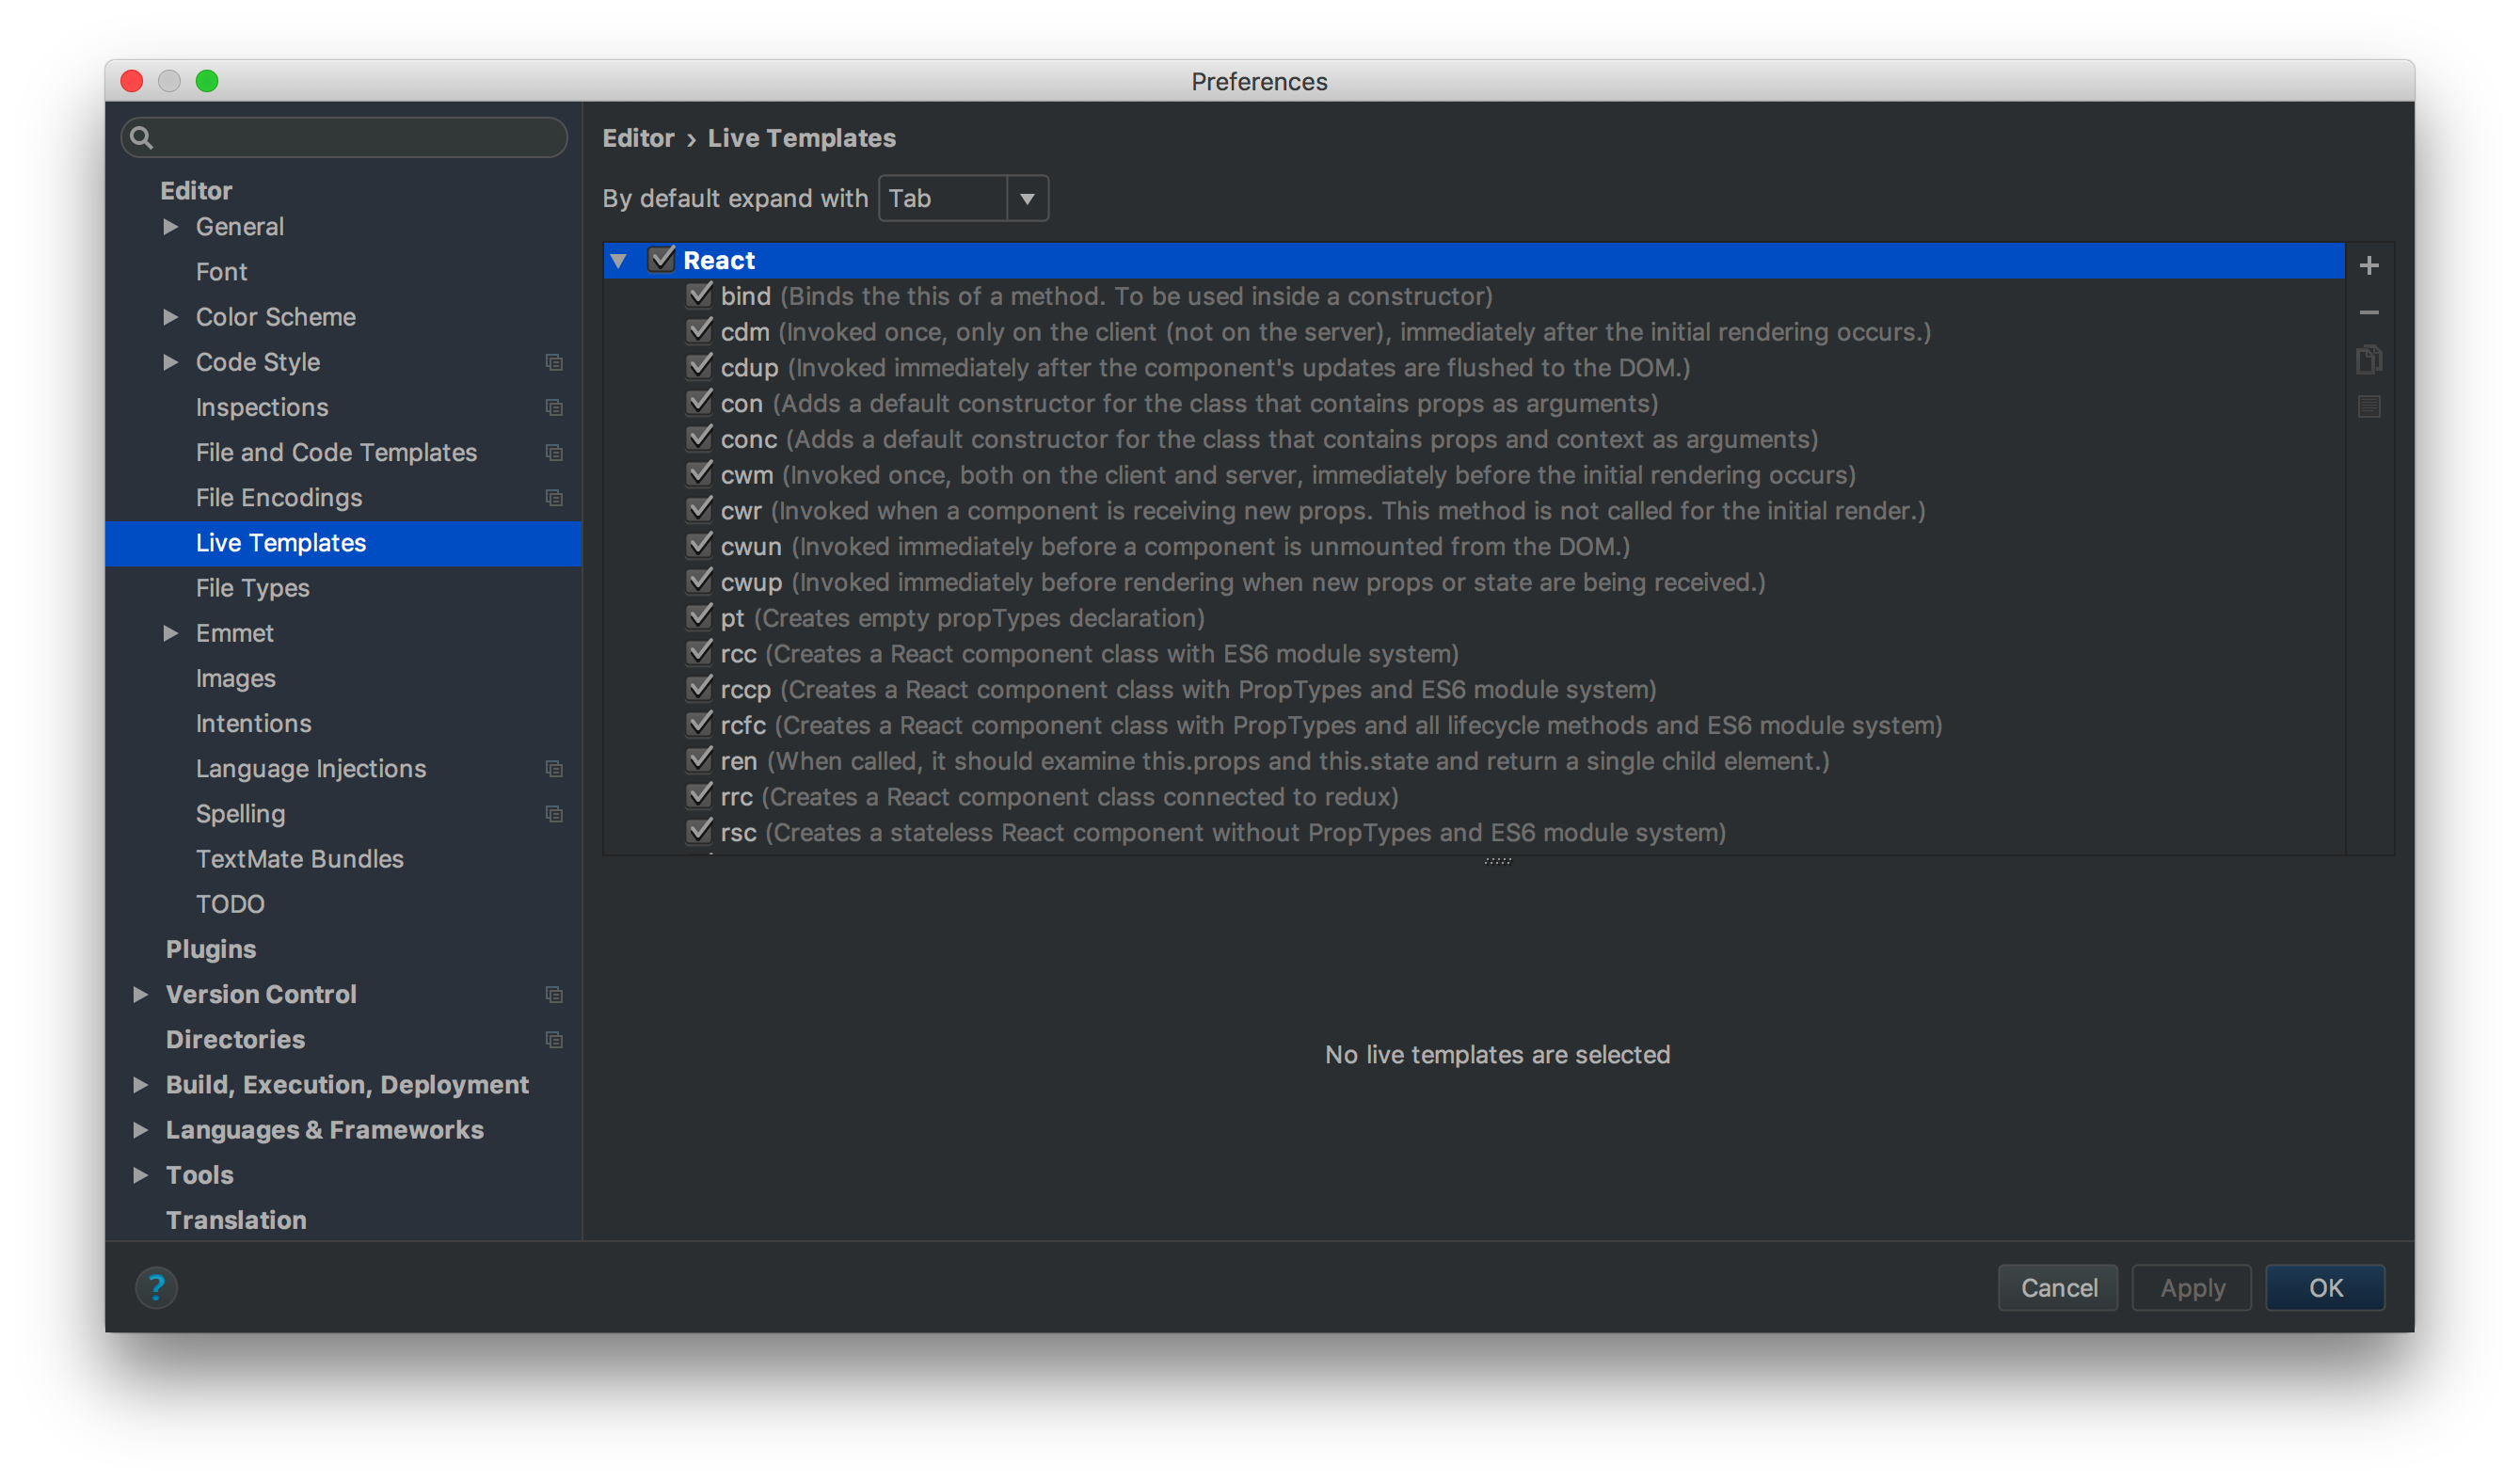 Preferences
Editor
General
Font
Color Scheme
Code Style
Inspections
File and Code Templates
File Encodings
Live Templates
File Types
Emmet
Images
Intentions
Language Injections
Spelling
TextMate Bundles
TODO
Plugins
Version Control
Directories
Build, Execution, Deployment
Languages & Frameworks
Tools
Translation
Editor › Live Templates
By default expand with Tab
React
bind (Binds the this of a method. To be used inside a constructor)
cdm (Invoked once, only on the client (not on the server), immediately after the initial rendering occurs.)
cdup (Invoked immediately after the component's updates are flushed to the DOM.)
con (Adds a default constructor for the class that contains props as arguments)
conc (Adds a default constructor for the class that contains props and context as arguments)
cwm (Invoked once, both on the client and server, immediately before the initial rendering occurs)
cwr (Invoked when a component is receiving new props. This method is not called for the initial render.)
cwun (Invoked immediately before a component is unmounted from the DOM.)
cwup (Invoked immediately before rendering when new props or state are being received.)
pt (Creates empty propTypes declaration)
rcc (Creates a React component class with ES6 module system)
rccp (Creates a React component class with PropTypes and ES6 module system)
rcfc (Creates a React component class with PropTypes and all lifecycle methods and ES6 module system)
ren (When called, it should examine this.props and this.state and return a single child element.)
rrc (Creates a React component class connected to redux)
rsc (Creates a stateless React component without PropTypes and ES6 module system)
No live templates are selected
?
Cancel
Apply
OK